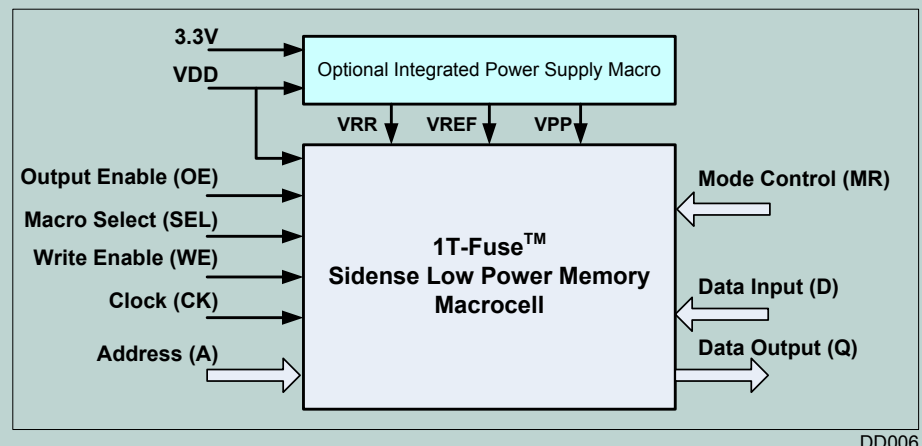 3.3V
VDD
Optional Integrated Power Supply Macro
VRR
VREF
VPP
Output Enable (OE)
Macro Select (SEL)
Write Enable (WE)
Clock (CK)
Address (A)
1T-Fuse™
Sidense Low Power Memory
Macrocell
Mode Control (MR)
Data Input (D)
Data Output (Q)
DD006